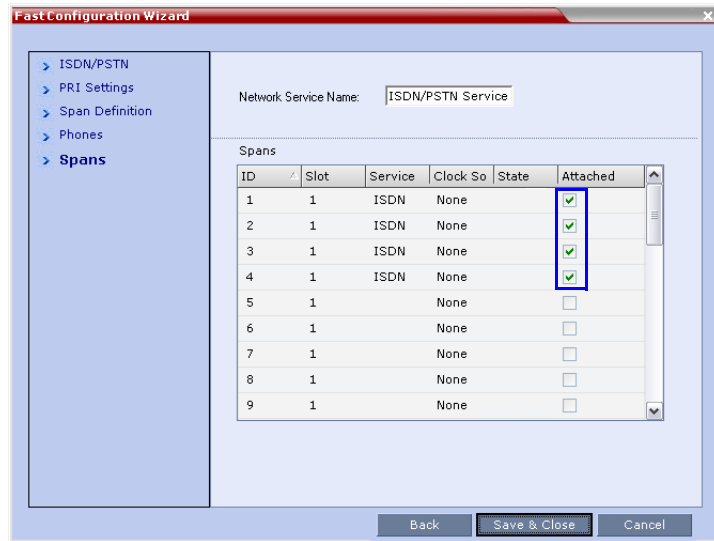 Fast Configuration Wizard
ISDN/PSTN
PRI Settings
Span Definition
Phones
Spans
Network Service Name: ISDN/PSTN Service
Spans
ID Slot Service Clock So State Attached
1 1 ISDN None
2 1 ISDN None
3 1 ISDN None
4 1 ISDN None
5 1 None
6 1 None
7 1 None
8 1 None
9 1 None
Back Save & Close Cancel